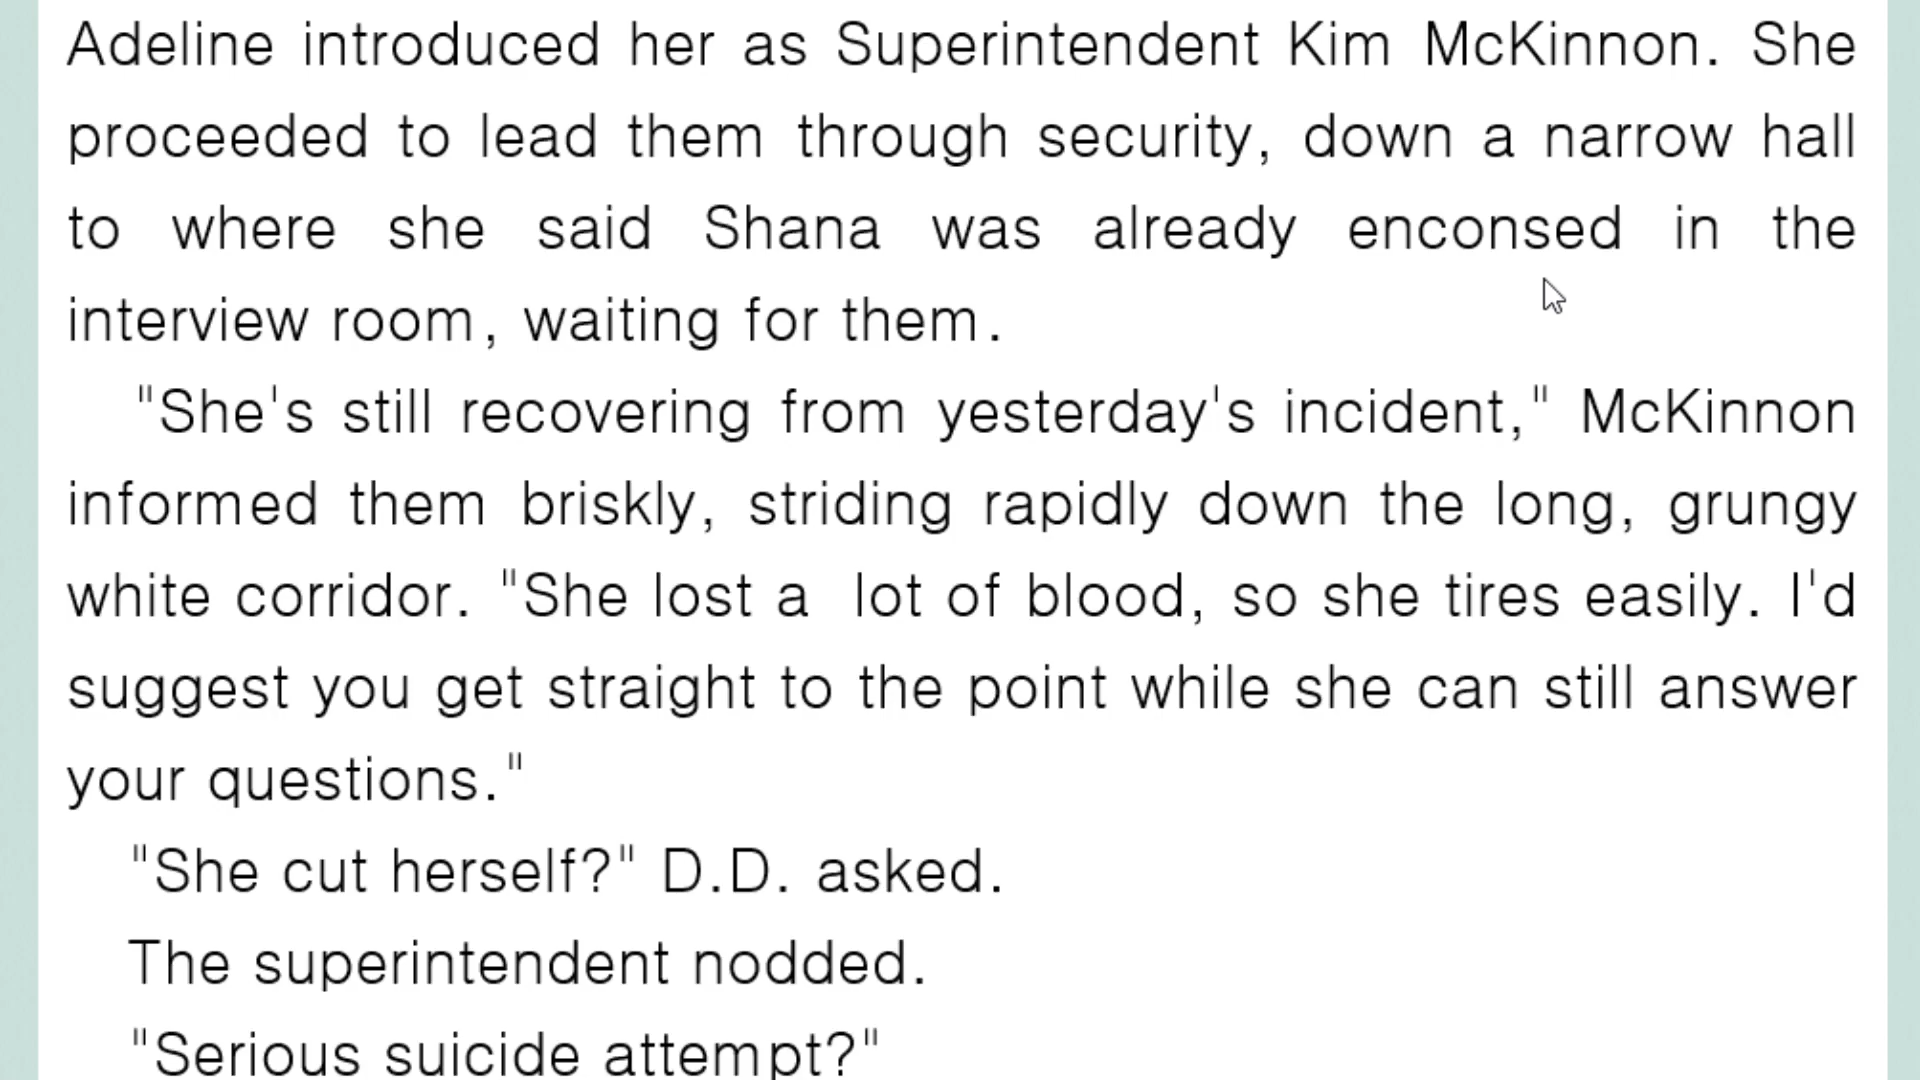 Adeline introduced her as Superintendent Kim McKinnon. She
proceeded to lead them through security, down a narrow hall
to where she said Shana was already enconsed in the
interview room, waiting for them.
"She's still recovering from yesterday's incident," McKinnon
informed them briskly, striding rapidly down the long, grungy
white corridor. "She lost a lot of blood, so she tires easily. I'd
suggest you get straight to the point while she can still answer
your questions."
"She cut herself?" D.D. asked.
The superintendent nodded.
"Serious suicide attempt?"